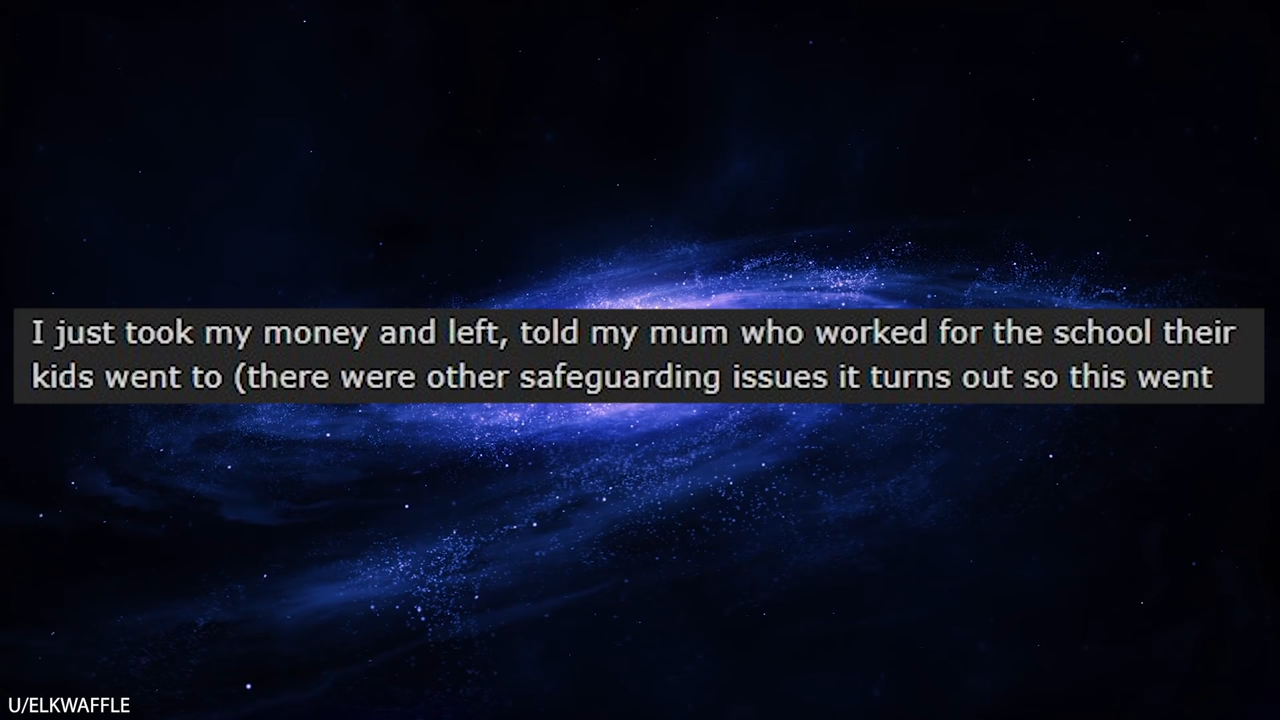 I just took my money and left, told my mum who worked for the school their
kids went to (there were other safeguarding issues it turns out so this went
U/ELKWAFFLE